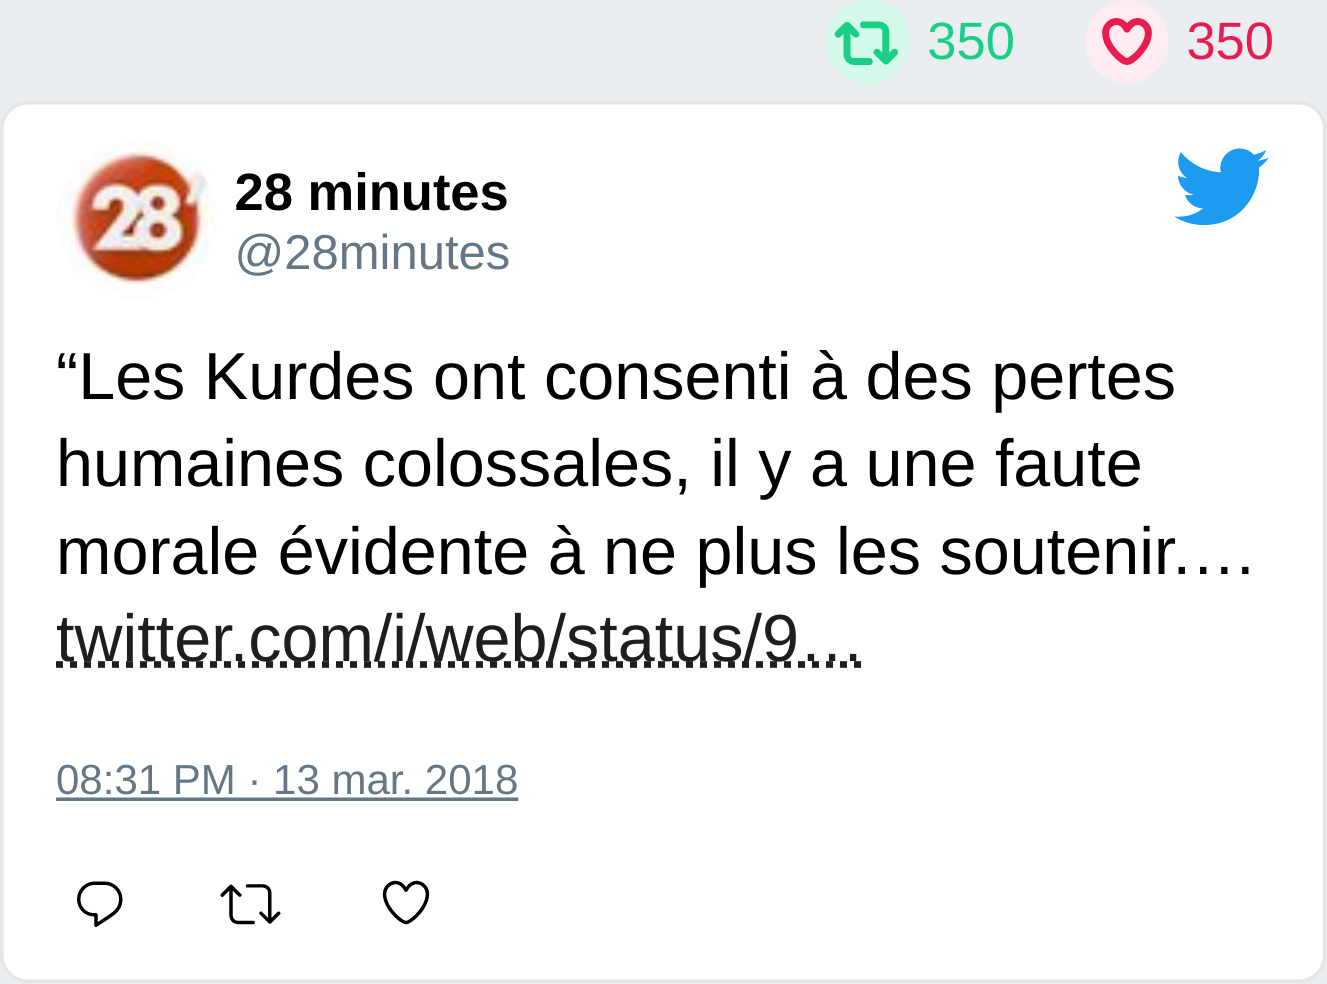 350 350
28'
28 minutes
@28minutes
“Les Kurdes ont consenti à des pertes
humaines colossales, il y a une faute
morale évidente à ne plus les soutenir.…
twitter.com/i/web/status/9…
08:31 PM · 13 mar. 2018